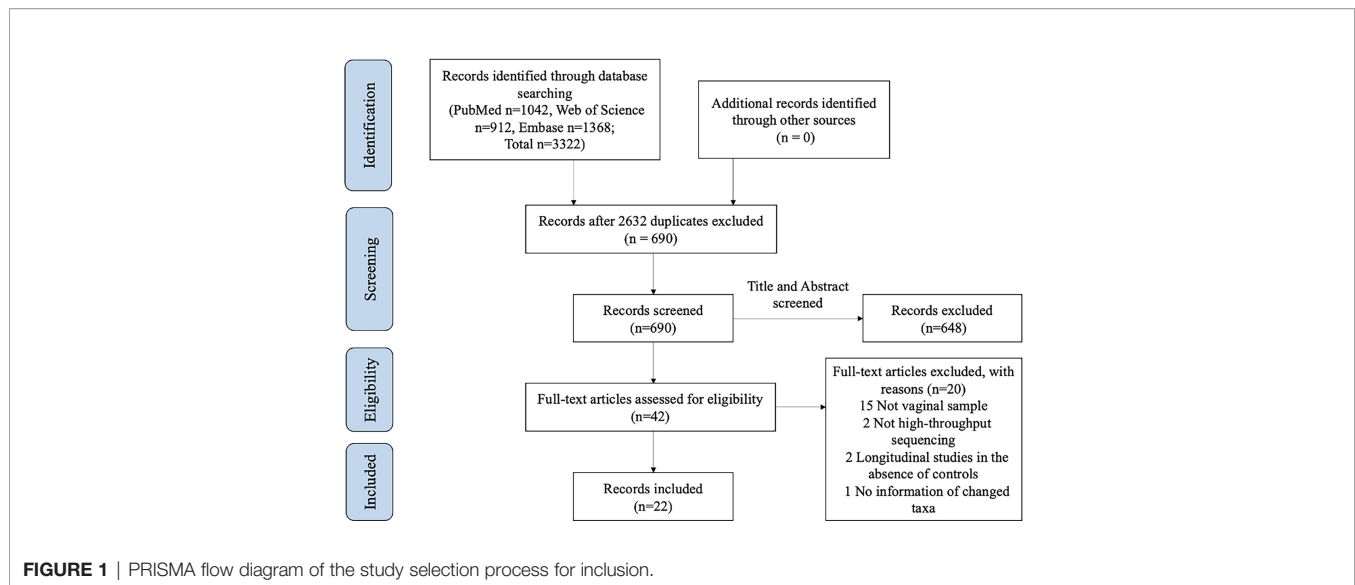 Identification
Records identified through database
searching
(PubMed n=1042, Web of Science
n=912, Embase n=1368;
Total n=3322)
Additional records identified
through other sources
(n = 0)
Screening
Records after 2632 duplicates excluded
(n = 690)
Records screened
(n=690)
Title and Abstract
screened
Records excluded
(n=648)
Eligibility
Full-text articles assessed for eligibility
(n=42)
Full-text articles excluded, with
reasons (n=20)
15 Not vaginal sample
2 Not high-throughput
sequencing
2 Longitudinal studies in the
absence of controls
1 No information of changed
taxa
Included
Records included
(n=22)
FIGURE 1 | PRISMA flow diagram of the study selection process for inclusion.